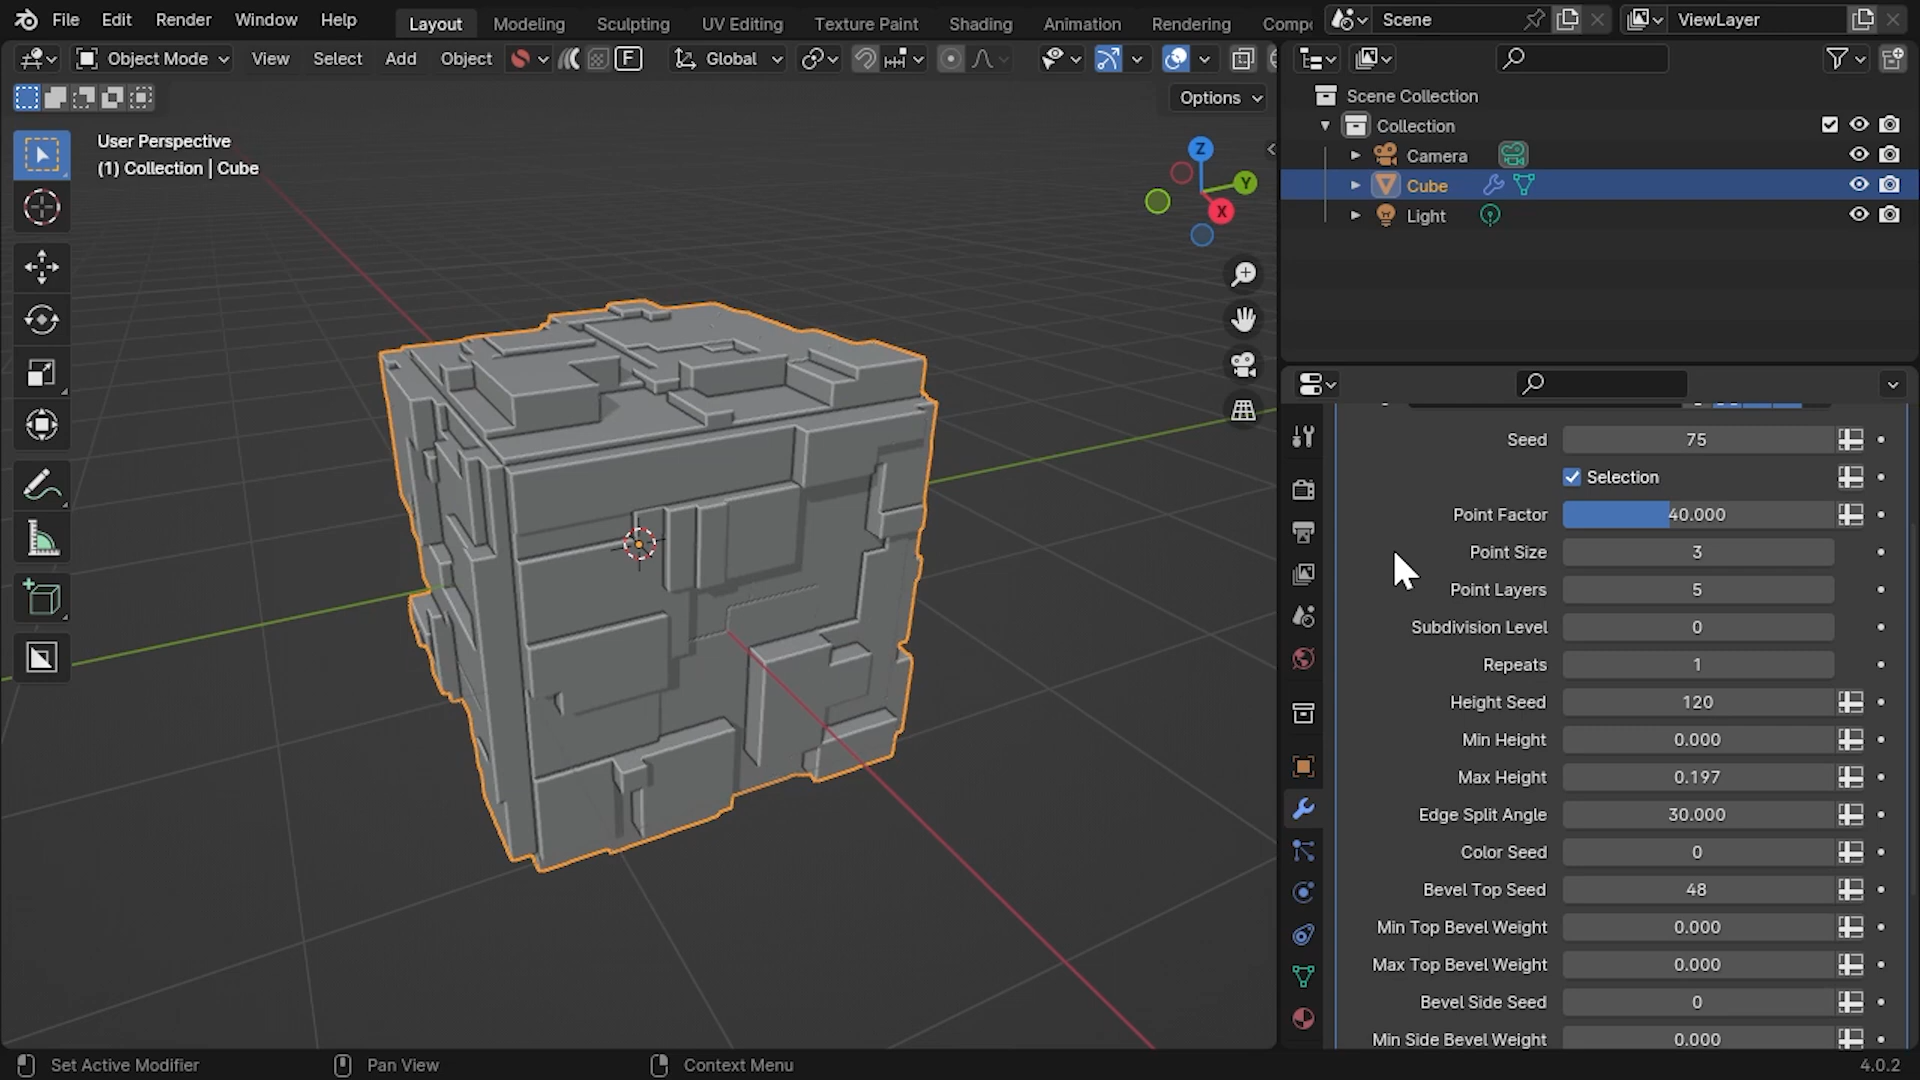 File Edit Render Window Help Layout Modeling Sculpting UV Editing Texture Paint Shading Animation Rendering Comp Scene ViewLayer
Object Mode View Select Add Object F Global
Options
User Perspective
(1) Collection | Cube
Z
Y
X
Scene Collection
Collection
Camera
Cube
Light
Seed 75
Selection
Point Factor 40.000
Point Size 3
Point Layers 5
Subdivision Level 0
Repeats 1
Height Seed 120
Min Height 0.000
Max Height 0.197
Edge Split Angle 30.000
Color Seed 0
Bevel Top Seed 48
Min Top Bevel Weight 0.000
Max Top Bevel Weight 0.000
Bevel Side Seed 0
Min Side Bevel Weight 0.000
Set Active Modifier Pan View Context Menu 4.0.2